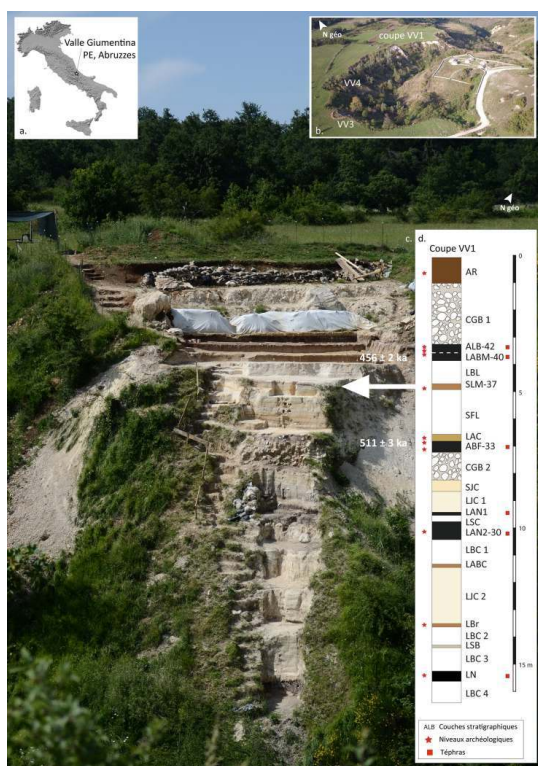 Valle Giumentina
PE, Abruzzes
a.
N géo
coupe VV1
VV4
VV3
b.
N géo
c.
d.
Coupe VV1
0
AR
CGB 1
ALB-42
456 ± 2 ka
LABM-40
LBL
SLM-37
5
SFL
LAC
511 ± 3 ka
ABF-33
CGB 2
SJC
LJC 1
LAN1
LSC
10
LAN2-30
LBC 1
LABC
LJC 2
LBr
LBC 2
LSB
LBC 3
15 m
LN
LBC 4
ALB Couches stratigraphiques
Niveaux archéologiques
Téphras